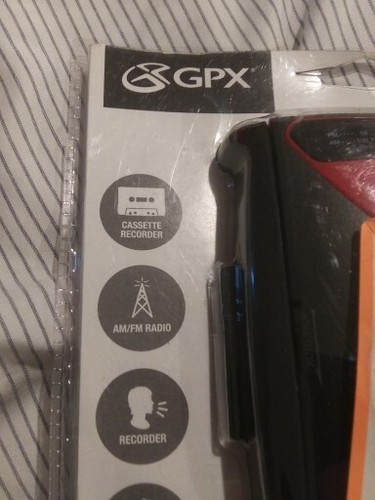 GPX
CASSETTE
RECORDER
AM/FM RADIO
RECORDER